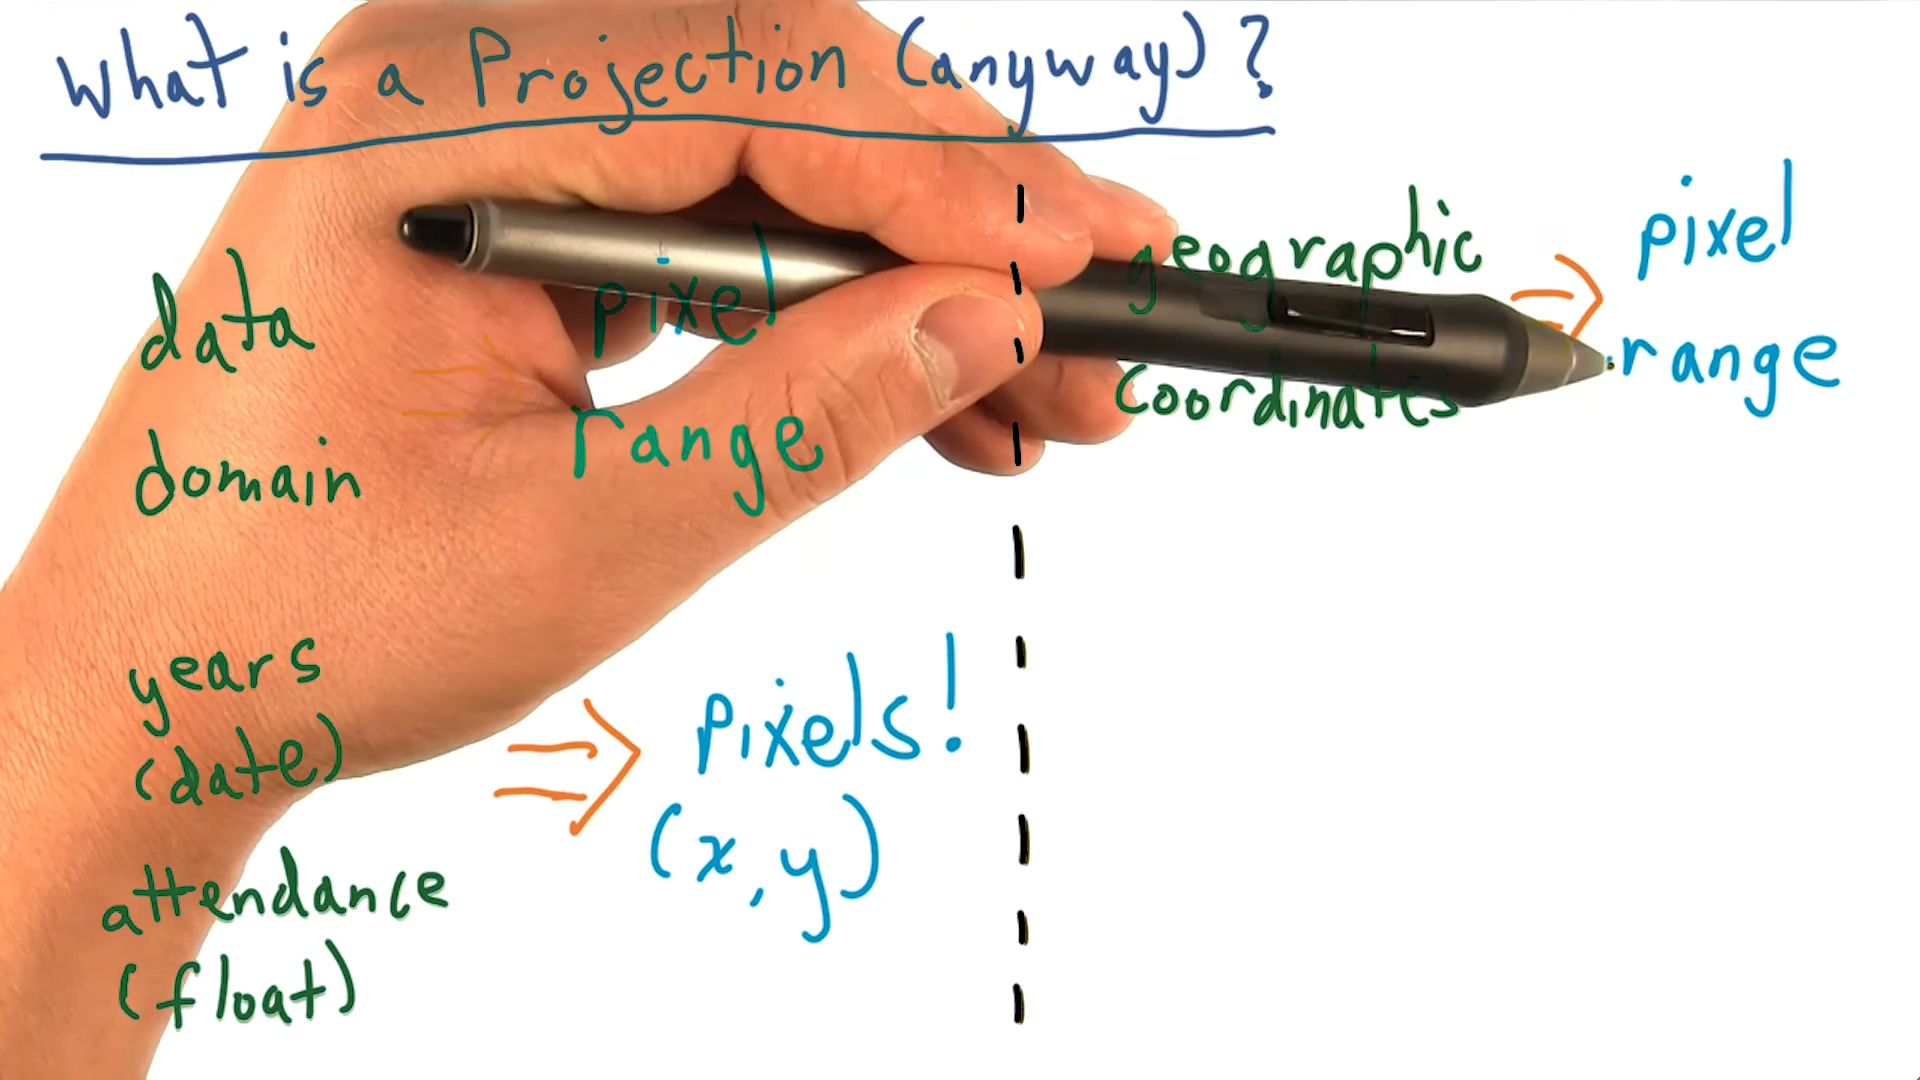 What is a Projection (anyway)?
data
domain
⇒
pixel
range
years
(date)
attendance
(float)
⇒
pixels!
(x,y)
geographic
coordinates
⇒
pixel
range